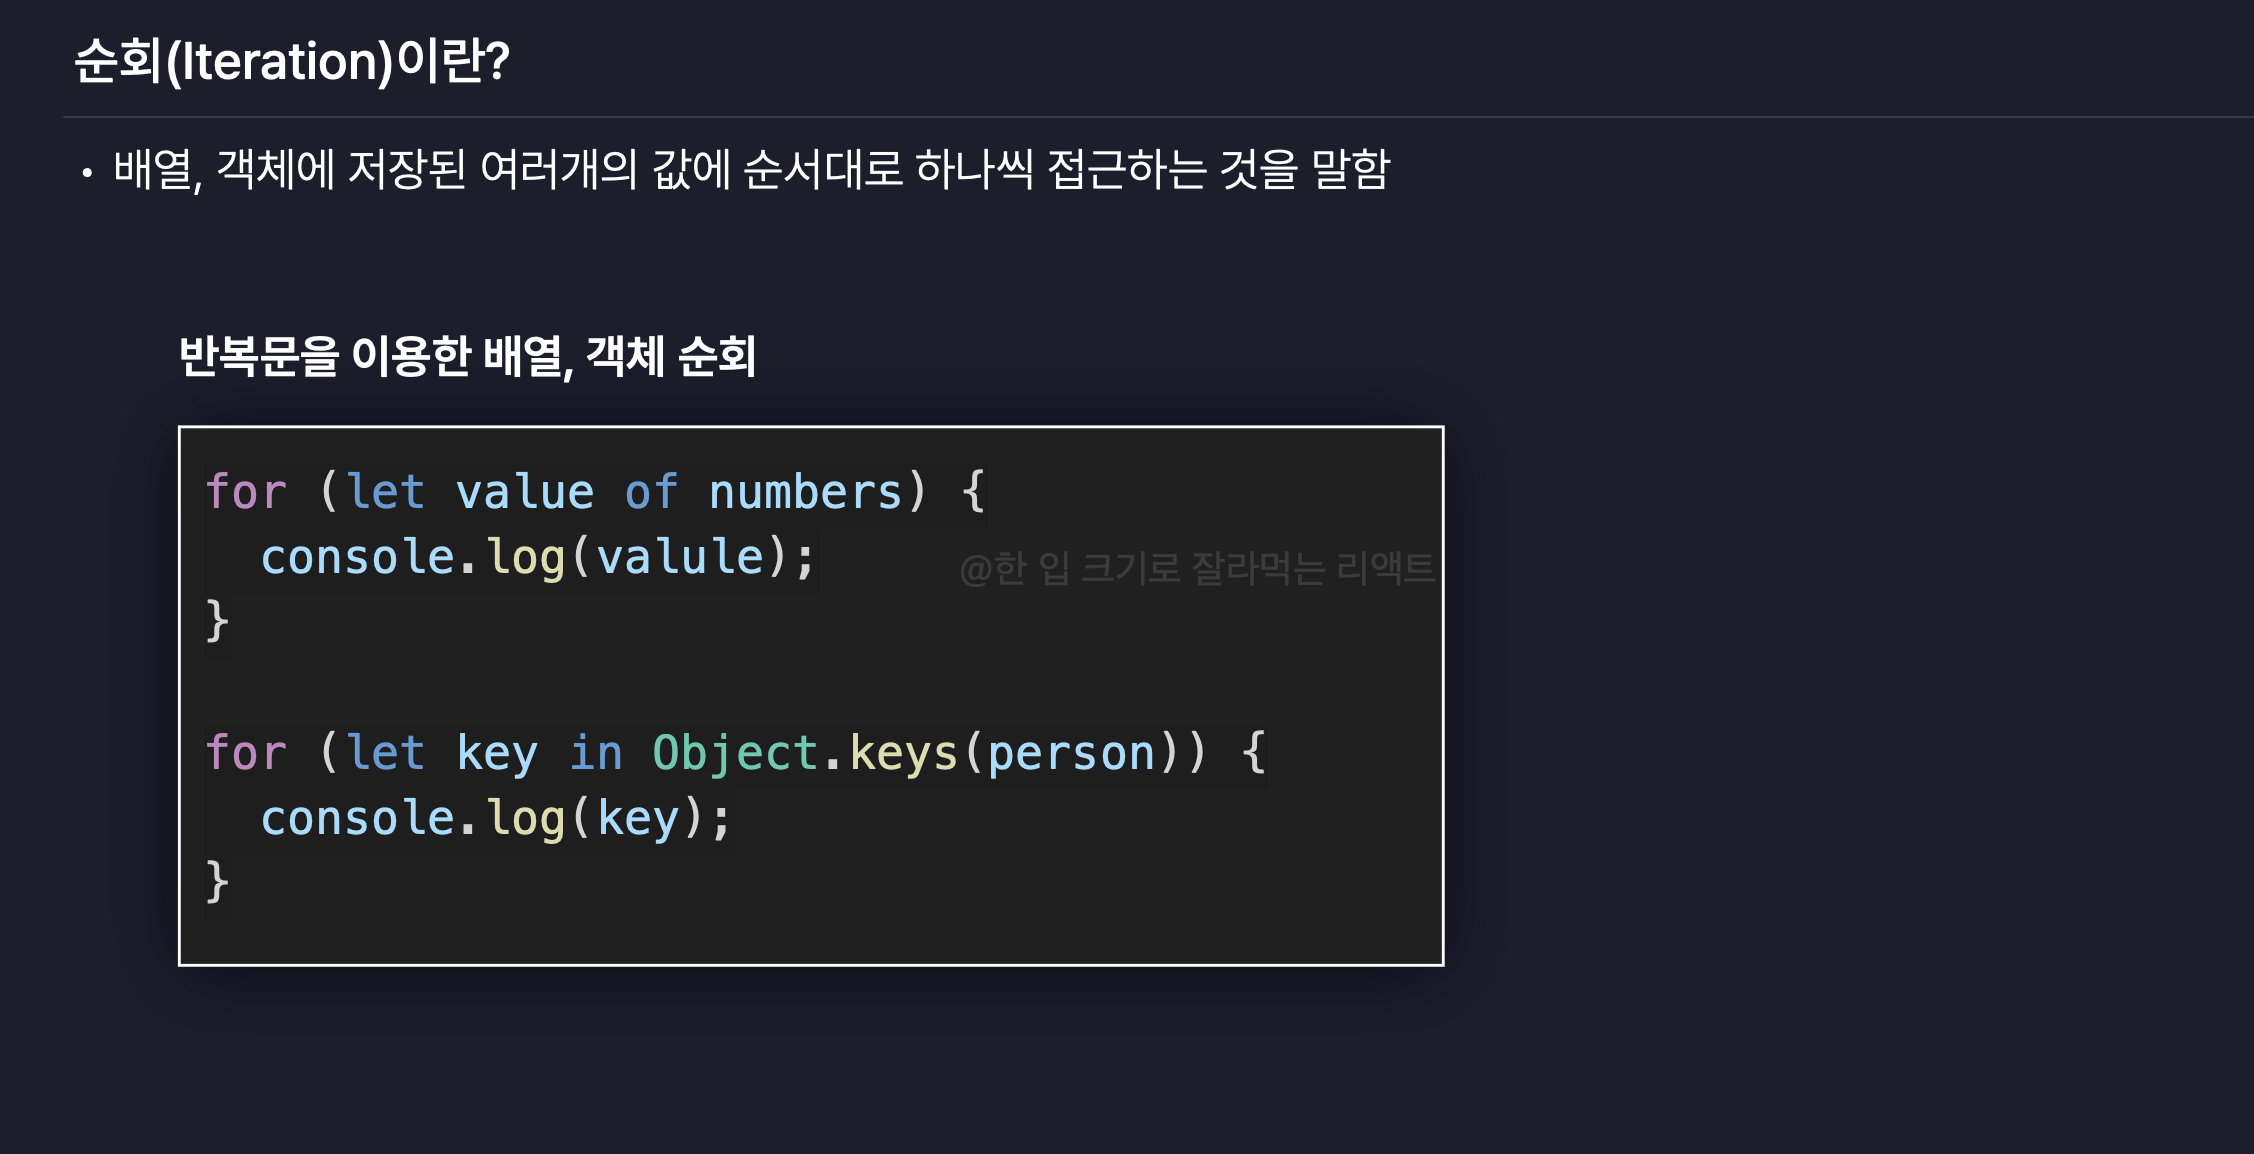 순회(Iteration)이란?
• 배열, 객체에 저장된 여러개의 값에 순서대로 하나씩 접근하는 것을 말함
반복문을 이용한 배열, 객체 순회
for (let value of numbers) {
  console.log(valule);
@한 입 크기로 잘라먹는 리액트
}
for (let key in Object.keys(person)) {
  console.log(key);
}